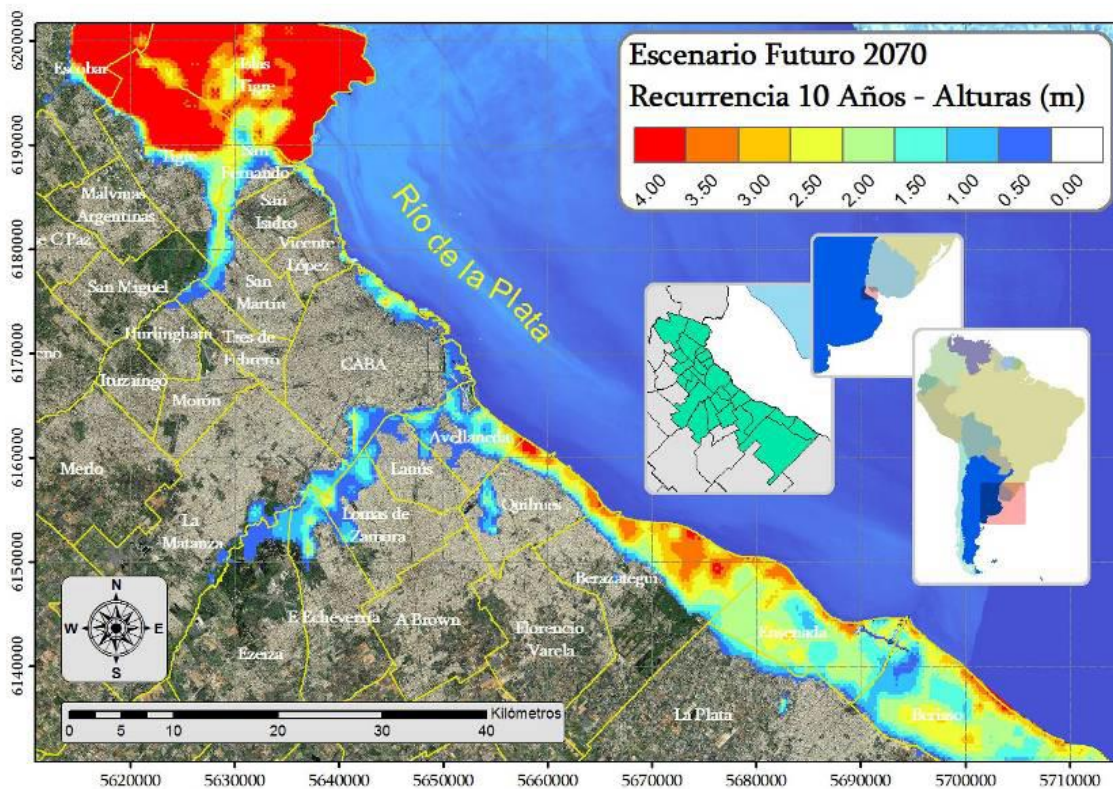 Escenario Futuro 2070
Recurrencia 10 Años - Alturas (m)
4.00
3.50
3.00
2.50
2.00
1.50
1.00
0.50
0.00
6200000
6190000
6180000
6170000
6160000
6150000
6140000
Escobar
Islas
Tigre
Tigre
San
Fernando
Malvinas
Argentinas
San
Isidro
e C Paz
Vicente
López
San Miguel
San
Martín
Río de la Plata
Hurlingham
Tres de
Febrero
CABA
Ituzaingo
Morón
Merlo
Avellaneda
Lanús
Quilmes
La
Matanza
Lomas de
Zamora
Berazategui
E Echeverria
A Brown
Florencio
Varela
Ensenada
Ezeiza
La Plata
Berisso
N
W
E
S
Kilómetros
0
5
10
20
30
40
5620000
5630000
5640000
5650000
5660000
5670000
5680000
5690000
5700000
5710000